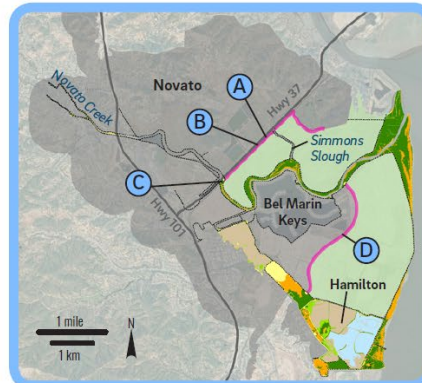 A
Hwy 37
Novato
Novato Creek
B
Simmons
Slough
C
Bel Marin
Keys
Hwy 101
D
Hamilton
1 mile
1 km
N